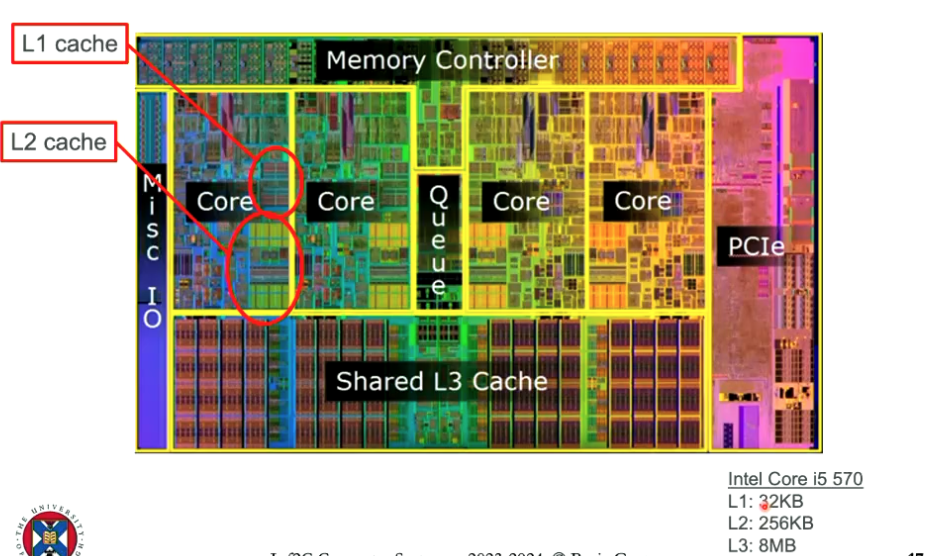 L1 cache
Memory Controller
L2 cache
Misc IO
Core
Core
Queue
Core
Core
PCIe
Shared L3 Cache
Intel Core i5 570
L1: 32KB
L2: 256KB
L3: 8MB